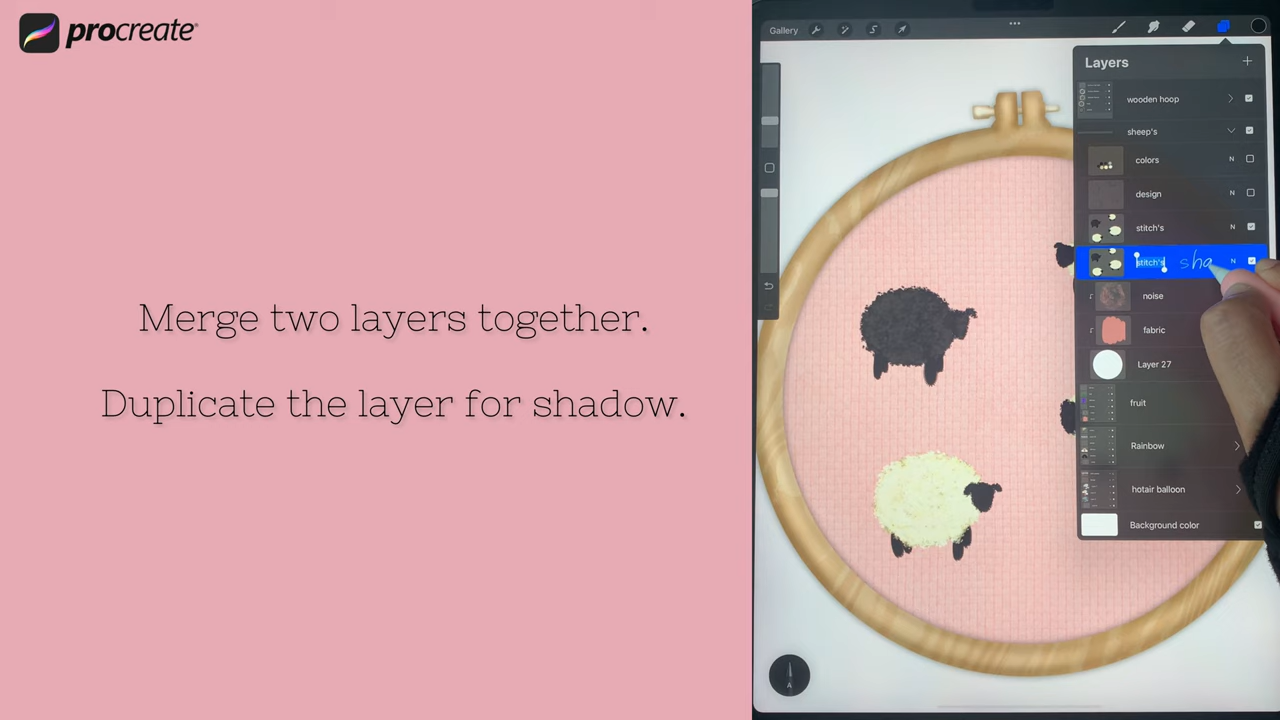 procreate
Merge two layers together.
Duplicate the layer for shadow.
Gallery
Layers
wooden hoop
sheep's
colors N
design N
stitch's N
stitch's sha N
noise
fabric
Layer 27
fruit
Rainbow
hotair balloon
Background color
A